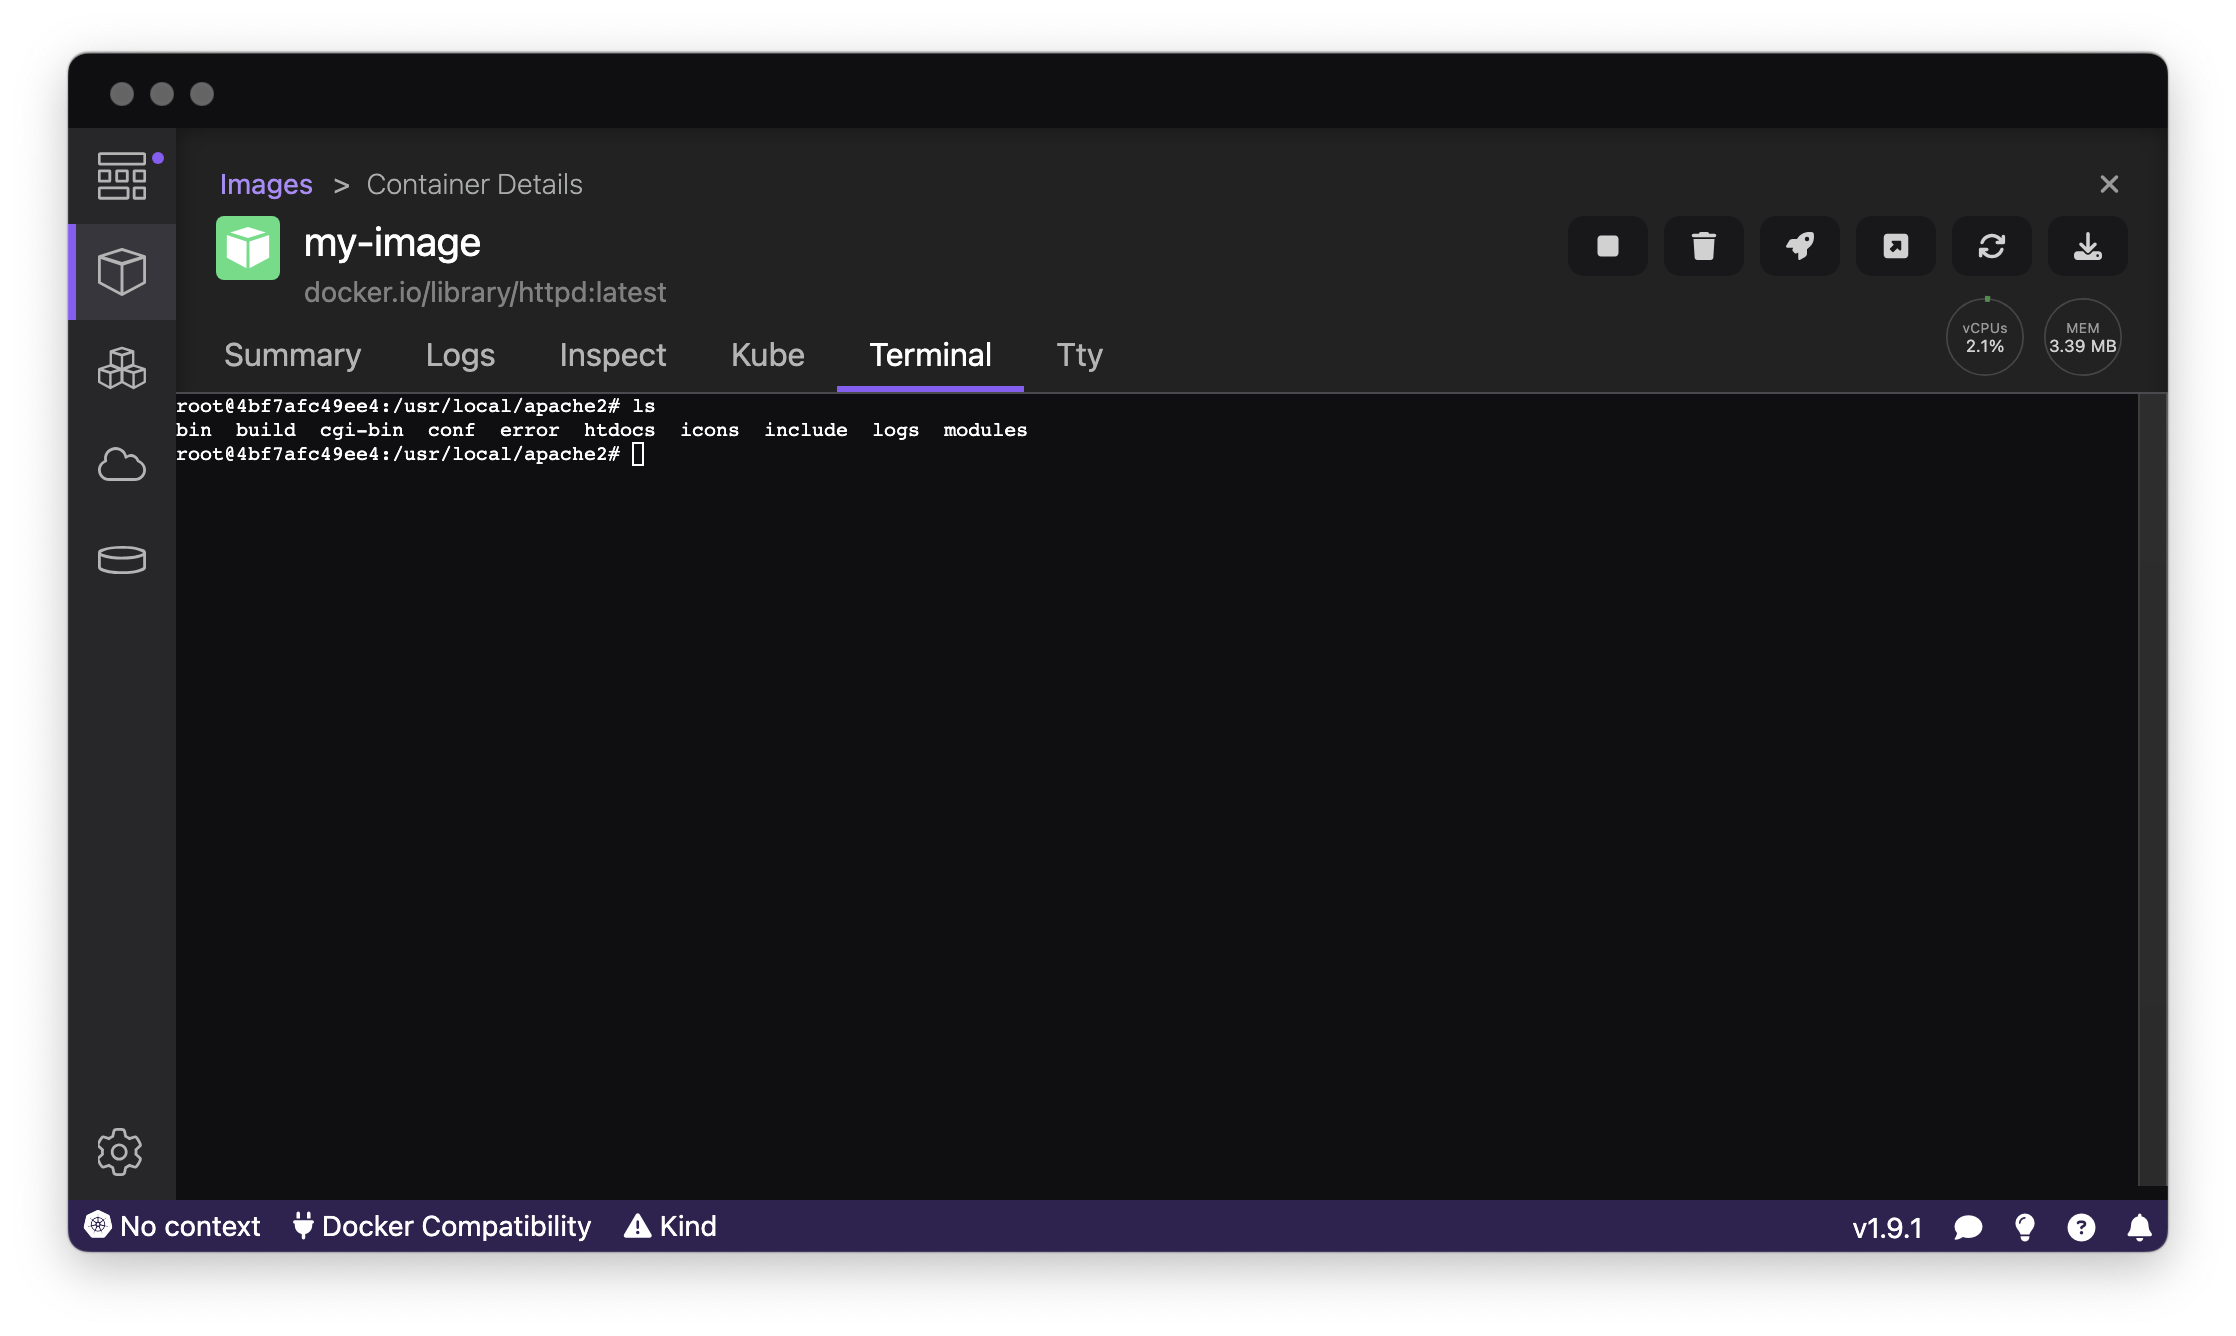 Images > Container Details
my-image
docker.io/library/httpd:latest
vCPUs
2.1%
MEM
3.39 MB
Summary Logs Inspect Kube Terminal Tty
root@4bf7afc49ee4:/usr/local/apache2# ls
bin  build  cgi-bin  conf  error  htdocs  icons  include  logs  modules
root@4bf7afc49ee4:/usr/local/apache2#
No context Docker Compatibility Kind v1.9.1